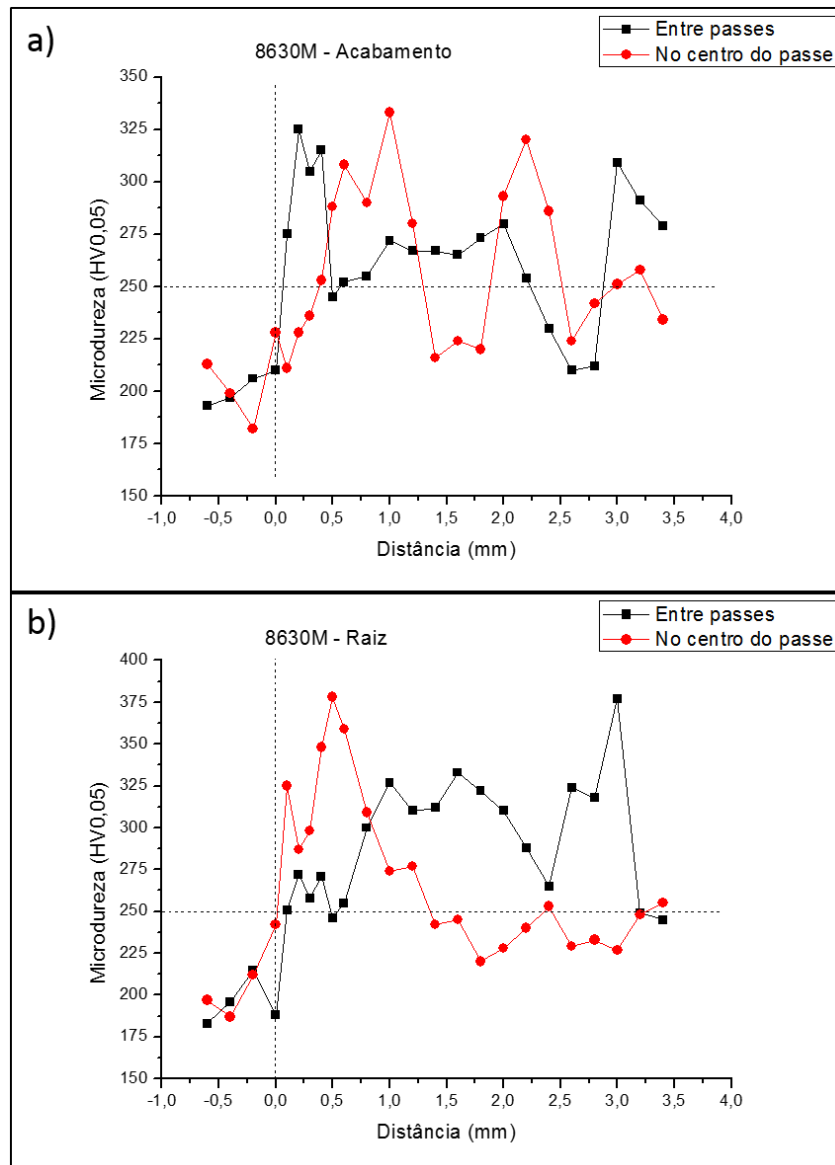 a)
8630M - Acabamento
Entre passes
No centro do passe
350
325
300
275
250
225
200
175
150
Microdureza (HV0,05)
-1,0 -0,5 0,0 0,5 1,0 1,5 2,0 2,5 3,0 3,5 4,0
Distância (mm)
b)
8630M - Raiz
Entre passes
No centro do passe
400
375
350
325
300
275
250
225
200
175
150
Microdureza (HV0,05)
-1,0 -0,5 0,0 0,5 1,0 1,5 2,0 2,5 3,0 3,5 4,0
Distância (mm)